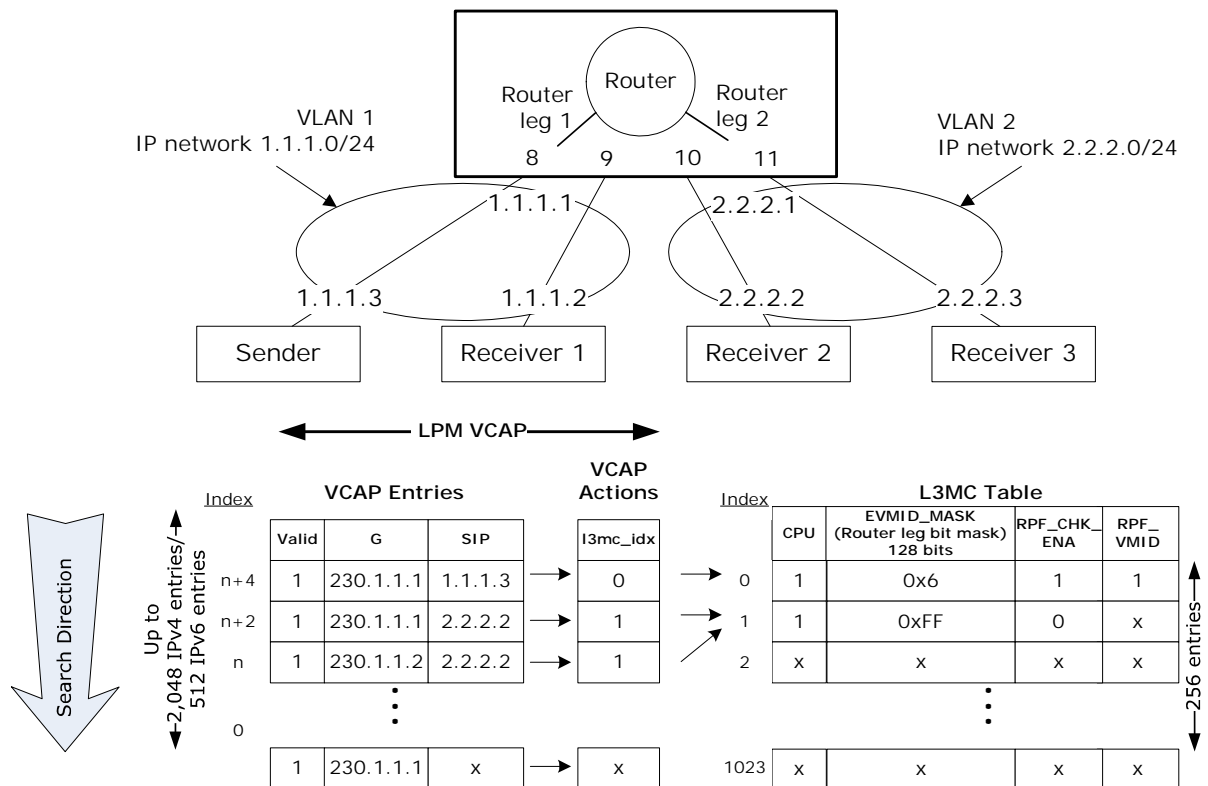 Router
Router
leg 1
Router
leg 2
8 9 10 11
VLAN 1
IP network 1.1.1.0/24
VLAN 2
IP network 2.2.2.0/24
1.1.1.1
2.2.2.1
1.1.1.3
1.1.1.2
2.2.2.2
2.2.2.3
Sender
Receiver 1
Receiver 2
Receiver 3
LPM VCAP
Search Direction
Up to
2,048 IPv4 entries/
512 IPv6 entries
Index
VCAP Entries
VCAP
Actions
Valid G SIP l3mc_idx
n+4 1 230.1.1.1 1.1.1.3 0
n+2 1 230.1.1.1 2.2.2.2 1
n 1 230.1.1.2 2.2.2.2 1
0
1 230.1.1.1 x x
Index
L3MC Table
CPU
EVMID_MASK
(Router leg bit mask)
128 bits
RPF_CHK_
ENA
RPF_
VMID
0 1 0x6 1 1
1 1 0xFF 0 x
2 x x x x
1023 x x x x
256 entries